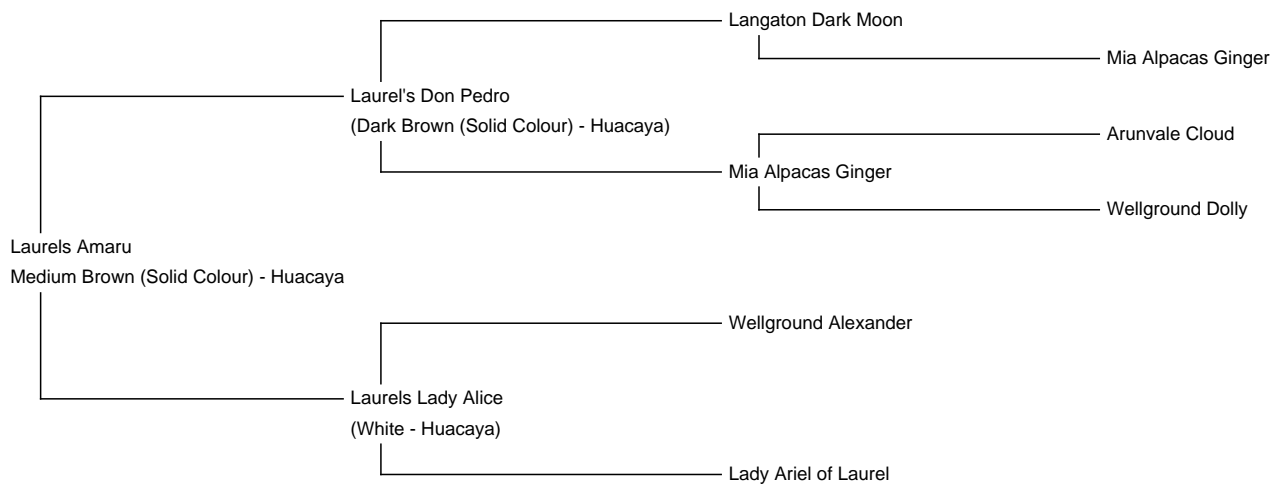 Langaton Dark Moon
Mia Alpacas Ginger
Laurel's Don Pedro
(Dark Brown (Solid Colour) - Huacaya)
Arunvale Cloud
Mia Alpacas Ginger
Wellground Dolly
Laurels Amaru
Medium Brown (Solid Colour) - Huacaya
Wellground Alexander
Laurels Lady Alice
(White - Huacaya)
Lady Ariel of Laurel